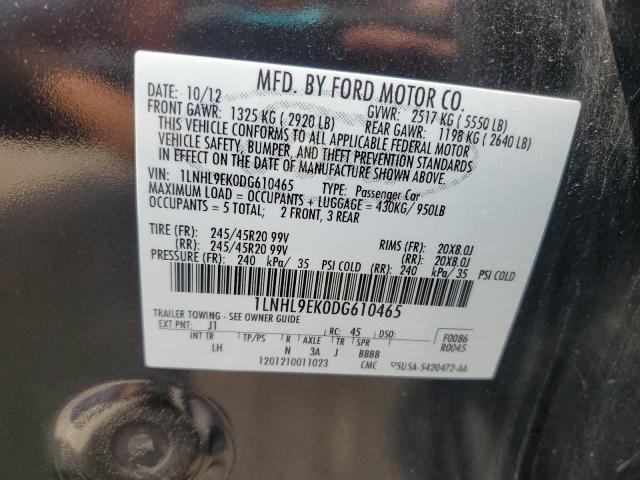 MFD. BY FORD MOTOR CO.
DATE: 10/12 GVWR: 2517 KG ( 5550 LB)
FRONT GAWR: 1325 KG ( 2920 LB) REAR GAWR: 1198 KG ( 2640 LB)
THIS VEHICLE CONFORMS TO ALL APPLICABLE FEDERAL MOTOR
VEHICLE SAFETY, BUMPER, AND THEFT PREVENTION STANDARDS
IN EFFECT ON THE DATE OF MANUFACTURE SHOWN ABOVE.
VIN: 1LNHL9EK0DG610465 TYPE: Passenger Car
MAXIMUM LOAD = OCCUPANTS + LUGGAGE = 430KG/950LB
OCCUPANTS = 5 TOTAL; 2 FRONT, 3 REAR
TIRE (FR): 245/45R20 99V RIMS (FR): 20X8.0J
(RR): 245/45R20 99V (RR): 20X8.0J
PRESSURE (FR): 240 kPa/ 35 PSI COLD (RR): 240 kPa/ 35 PSI COLD
1LNHL9EK0DG610465
TRAILER TOWING - SEE OWNER GUIDE
EXT PNT: J1 RC: 45 DSO: F0086
INT TR TP/PS R AXLE TR SPR R0045
LH N 3A J BBBB
1201210011023 CMC 5U5A-5420472-AA